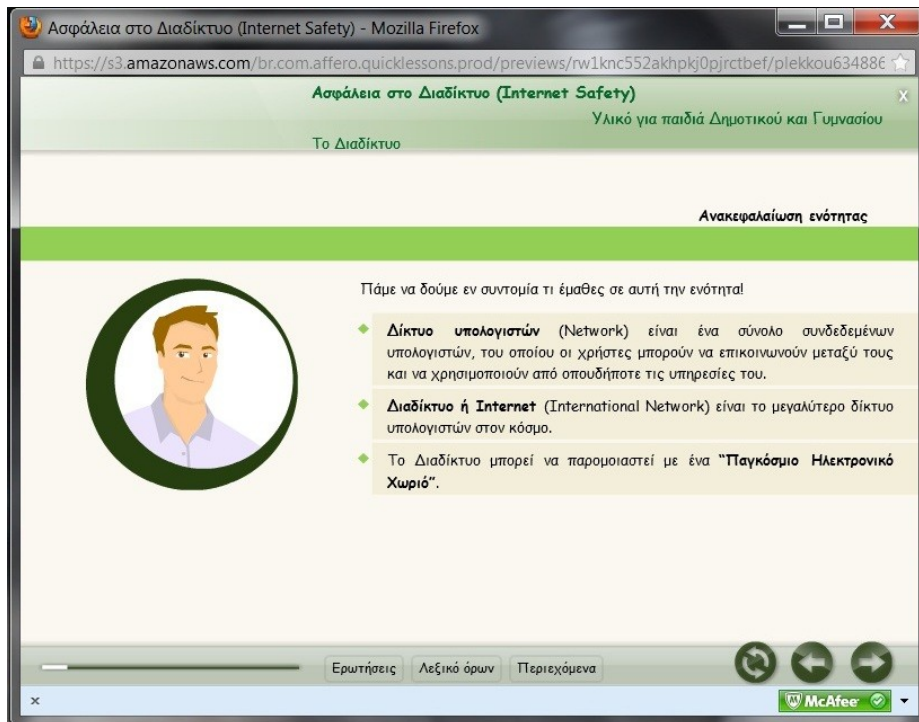 Ασφάλεια στο Διαδίκτυο (Internet Safety) - Mozilla Firefox
https://s3.amazonaws.com/br.com.affero.quicklessons.prod/previews/rw1knc552akhpkj0pjrctbef/plekkou634886
Ασφάλεια στο Διαδίκτυο (Internet Safety)
x
Υλικό για παιδιά Δημοτικού και Γυμνασίου
Το Διαδίκτυο
Ανακεφαλαίωση ενότητας
Πάμε να δούμε εν συντομία τι έμαθες σε αυτή την ενότητα!
Δίκτυο υπολογιστών (Network) είναι ένα σύνολο συνδεδεμένων
υπολογιστών, του οποίου οι χρήστες μπορούν να επικοινωνούν μεταξύ τους
και να χρησιμοποιούν από οπουδήποτε τις υπηρεσίες του.
Διαδίκτυο ή Internet (International Network) είναι το μεγαλύτερο δίκτυο
υπολογιστών στον κόσμο.
Το Διαδίκτυο μπορεί να παρομοιαστεί με ένα “Παγκόσμιο Ηλεκτρονικό
Χωριό”.
Ερωτήσεις Λεξικό όρων Περιεχόμενα
x
McAfee